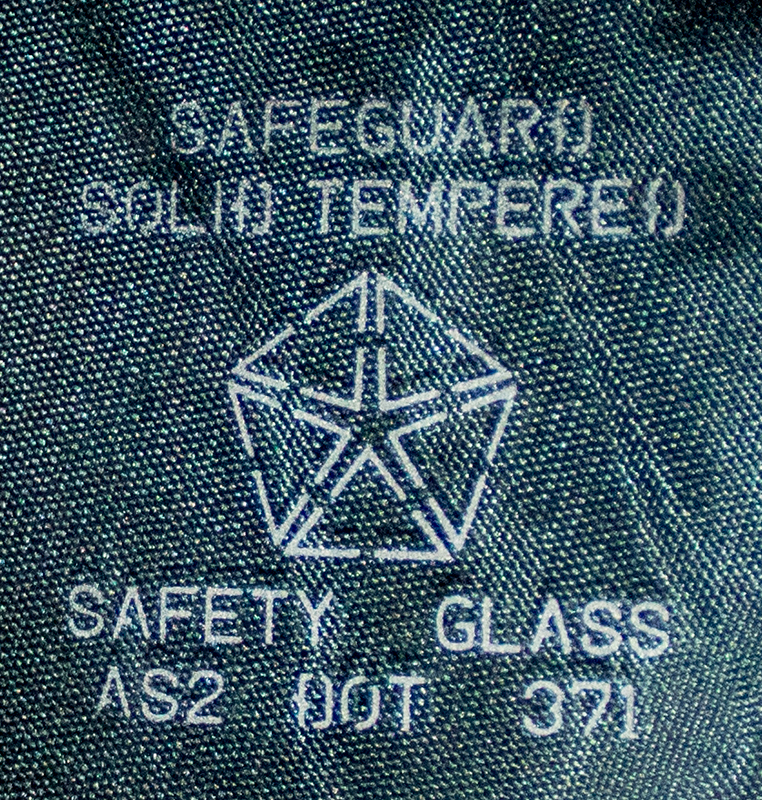 SAFEGUARD
SOLID TEMPERED
SAFETY GLASS
AS2 DOT 371